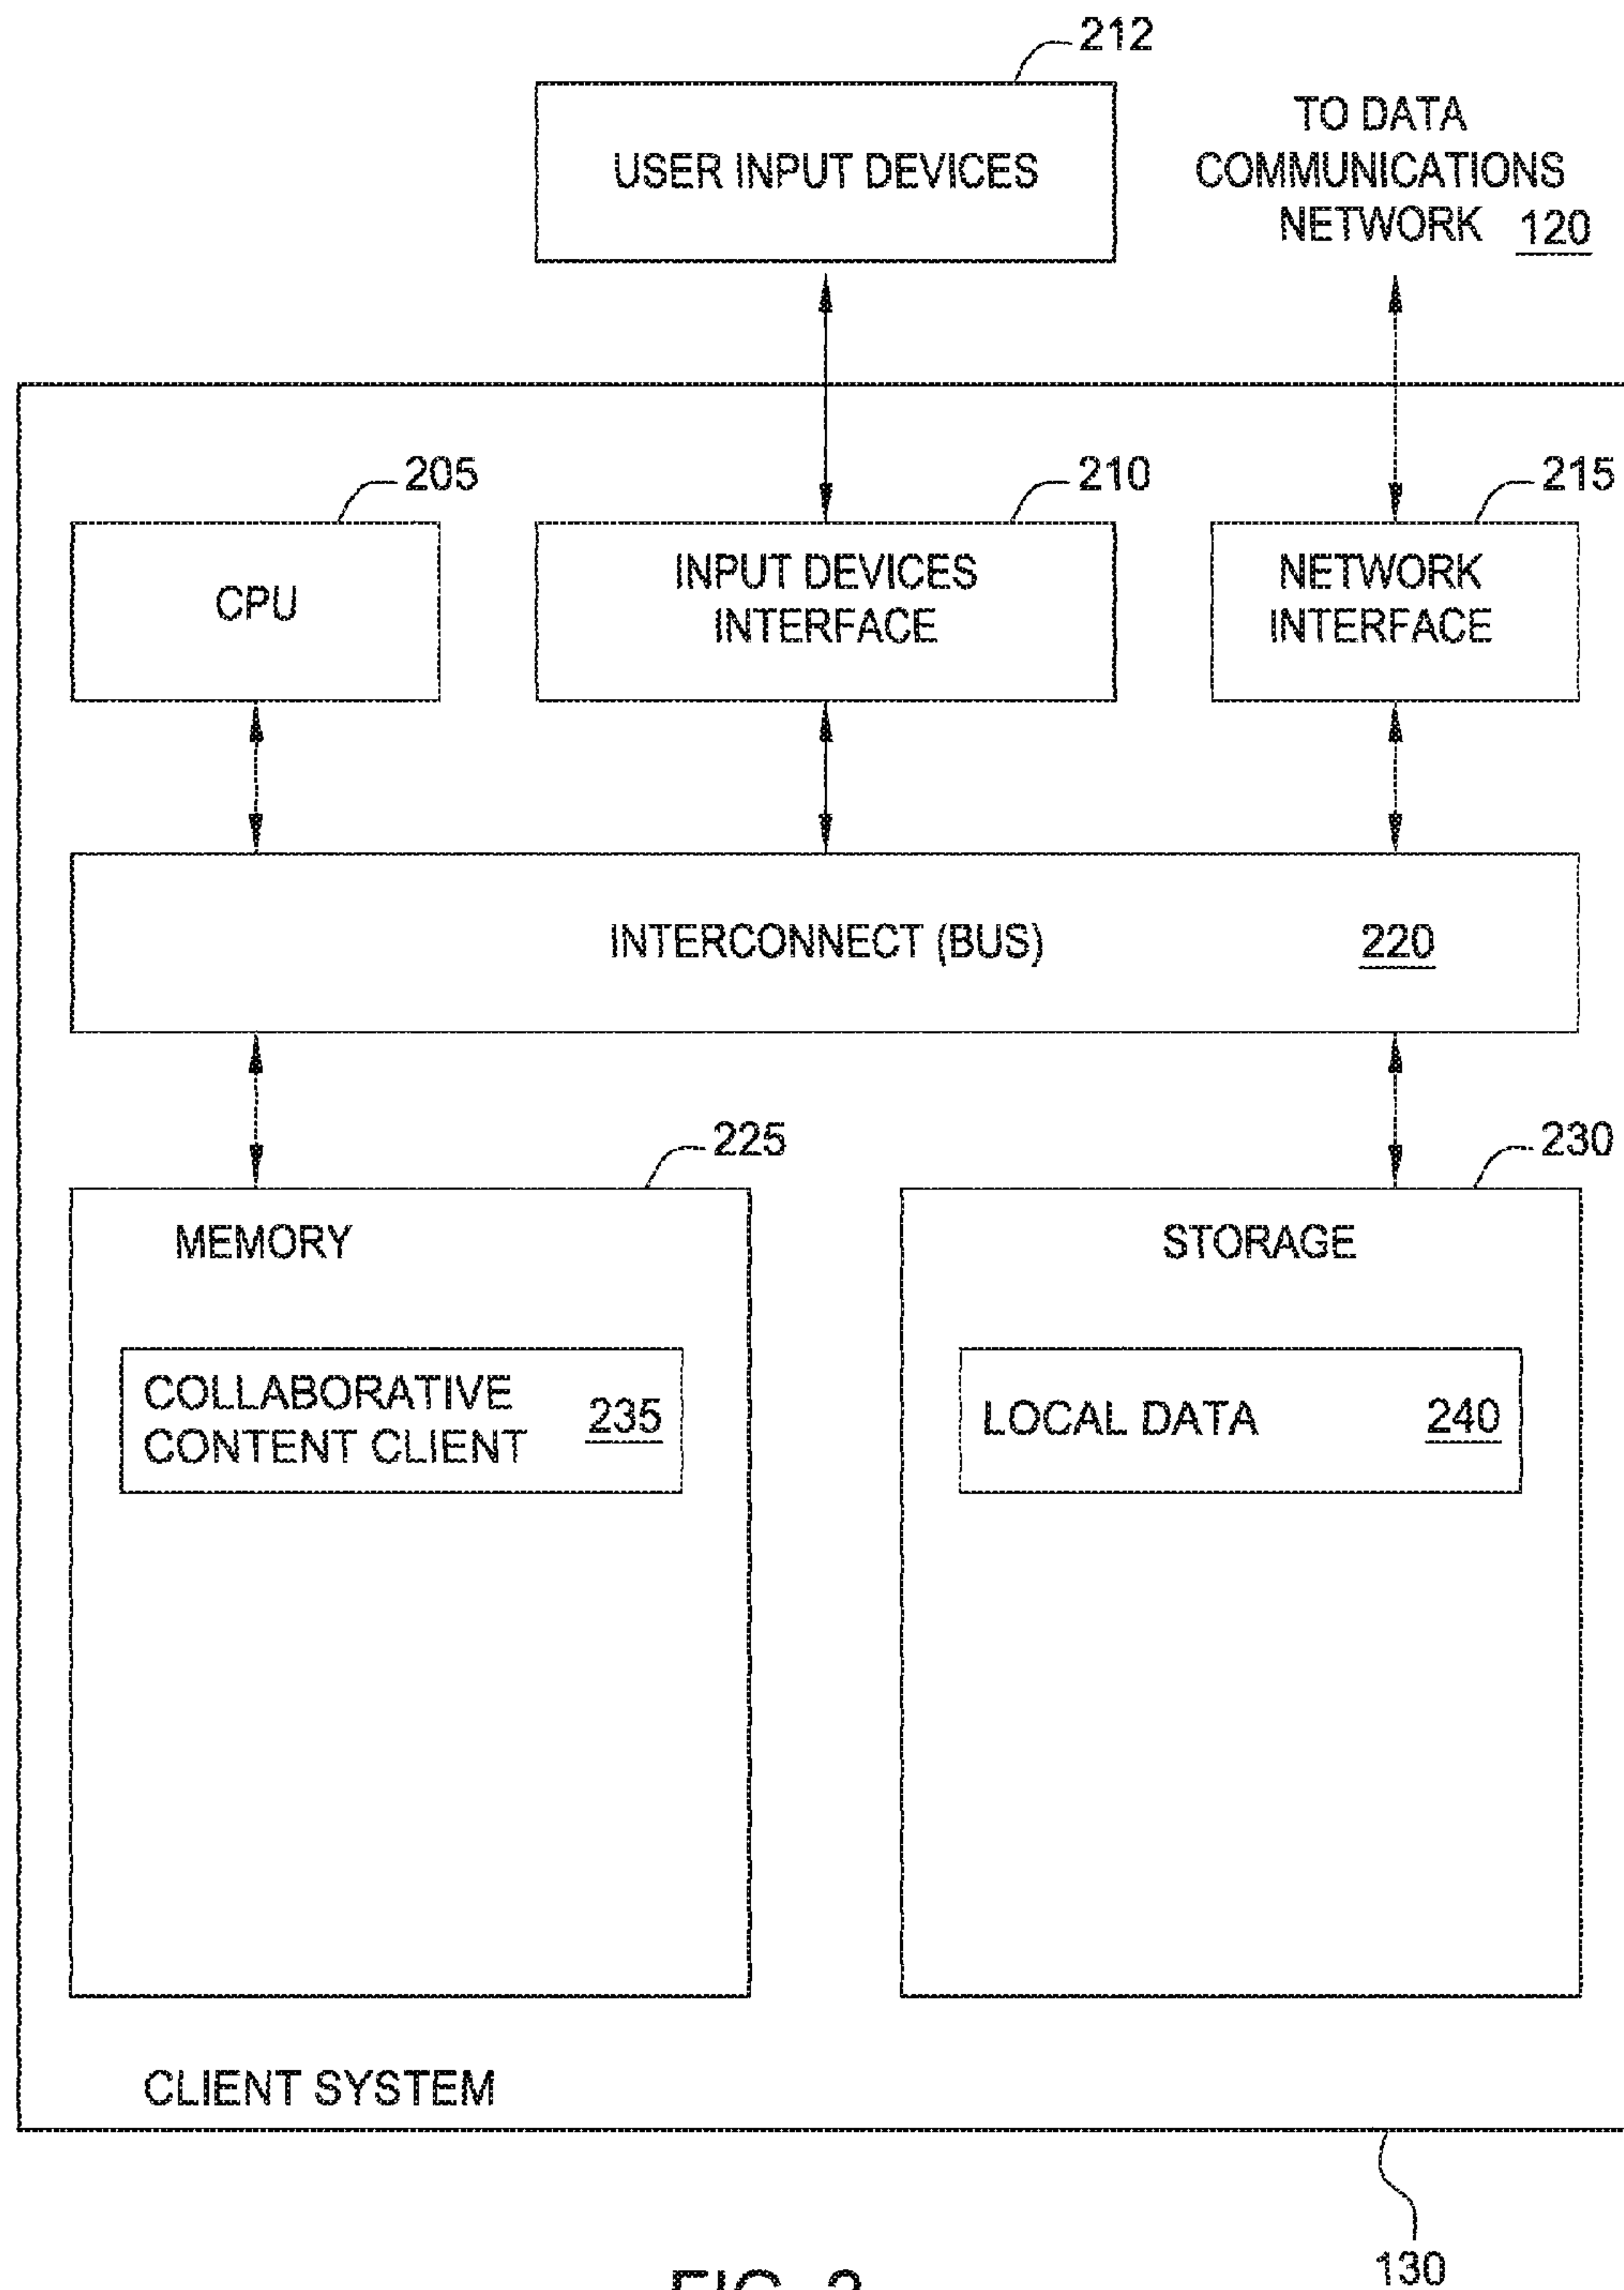 212
USER INPUT DEVICES
TO DATA
COMMUNICATIONS
NETWORK 120
205
210
215
CPU
INPUT DEVICES
INTERFACE
NETWORK
INTERFACE
INTERCONNECT (BUS) 220
225
230
MEMORY
STORAGE
COLLABORATIVE
CONTENT CLIENT 235
LOCAL DATA 240
CLIENT SYSTEM
130